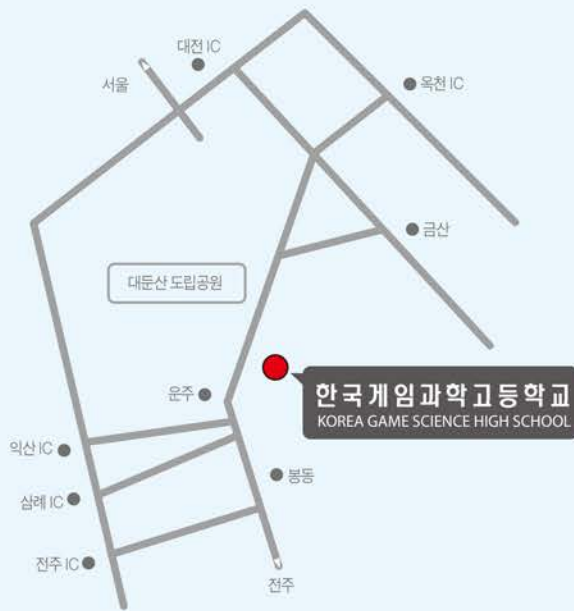 대전 IC
서울
옥천 IC
금산
대둔산 도립공원
운주
한국게임과학고등학교
KOREA GAME SCIENCE HIGH SCHOOL
익산 IC
봉동
삼례 IC
전주 IC
전주